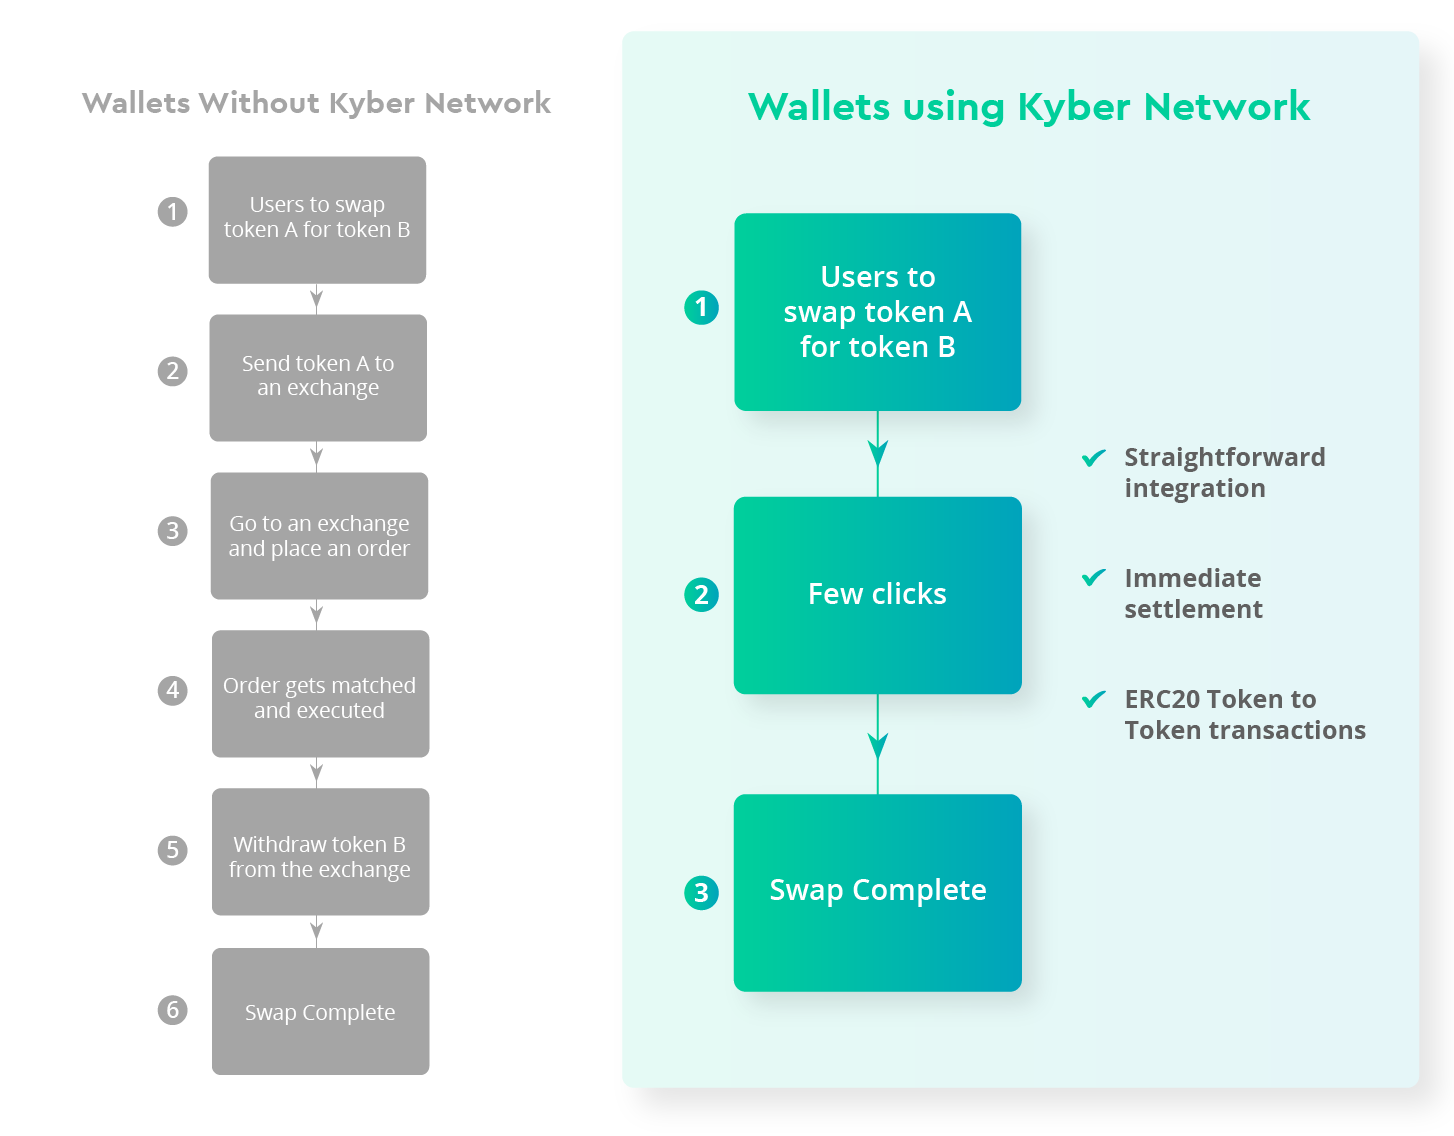 Wallets Without Kyber Network
1
Users to swap
token A for token B
2
Send token A to
an exchange
3
Go to an exchange
and place an order
4
Order gets matched
and executed
5
Withdraw token B
from the exchange
6
Swap Complete
Wallets using Kyber Network
1
Users to
swap token A
for token B
2
Few clicks
3
Swap Complete
Straightforward
integration
Immediate
settlement
ERC20 Token to
Token transactions